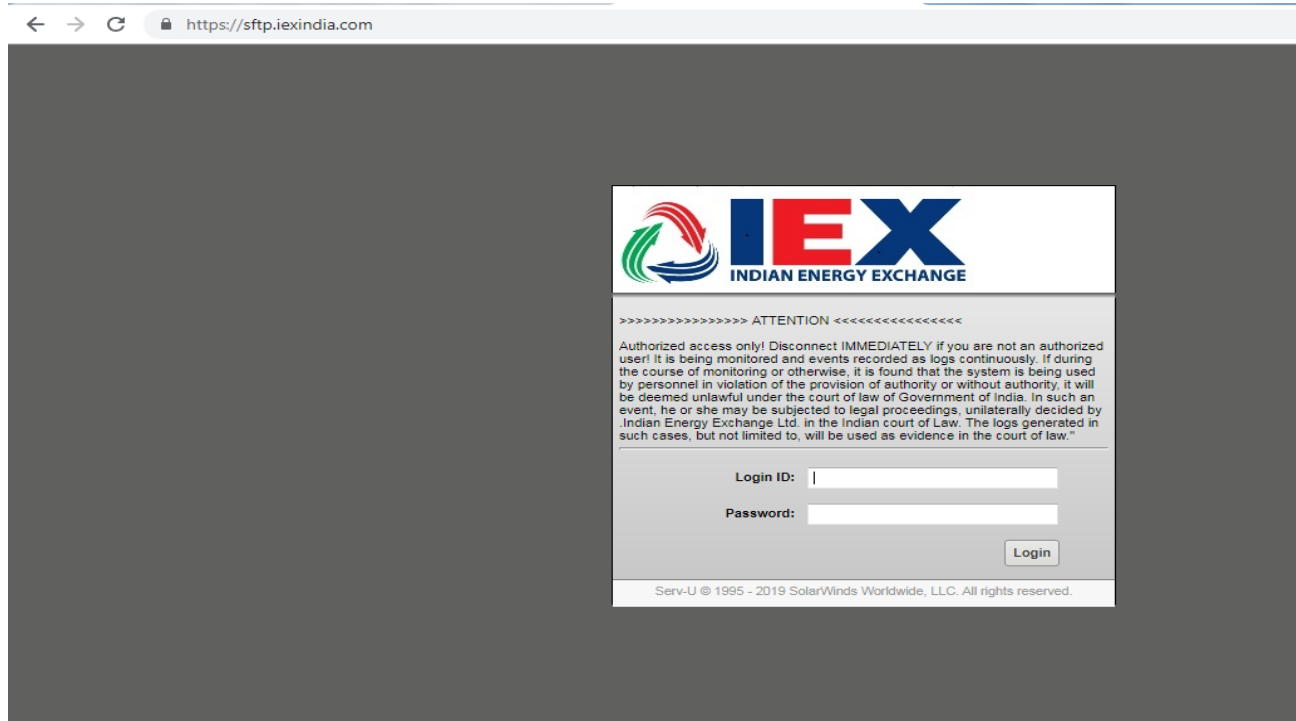 https://sftp.iexindia.com
IEX
INDIAN ENERGY EXCHANGE
>>>>>>>>>>>>>>>> ATTENTION <<<<<<<<<<<<<<<<
Authorized access only! Disconnect IMMEDIATELY if you are not an authorized
user! It is being monitored and events recorded as logs continuously. If during
the course of monitoring or otherwise, it is found that the system is being used
by personnel in violation of the provision of authority or without authority, it will
be deemed unlawful under the court of law of Government of India. In such an
event, he or she may be subjected to legal proceedings, unilaterally decided by
.Indian Energy Exchange Ltd. in the Indian court of Law. The logs generated in
such cases, but not limited to, will be used as evidence in the court of law."
Login ID:
Password:
Login
Serv-U © 1995 - 2019 SolarWinds Worldwide, LLC. All rights reserved.